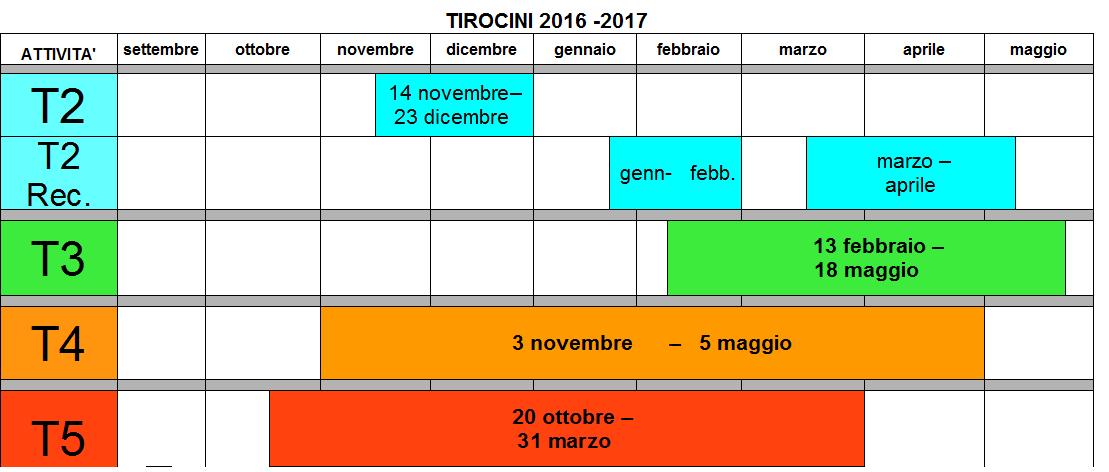 TIROCINI 2016 -2017
ATTIVITA' settembre ottobre novembre dicembre gennaio febbraio marzo aprile maggio
T2
14 novembre–
23 dicembre
T2
Rec.
genn- febb.
marzo –
aprile
T3
13 febbraio –
18 maggio
T4
3 novembre – 5 maggio
T5
20 ottobre –
31 marzo